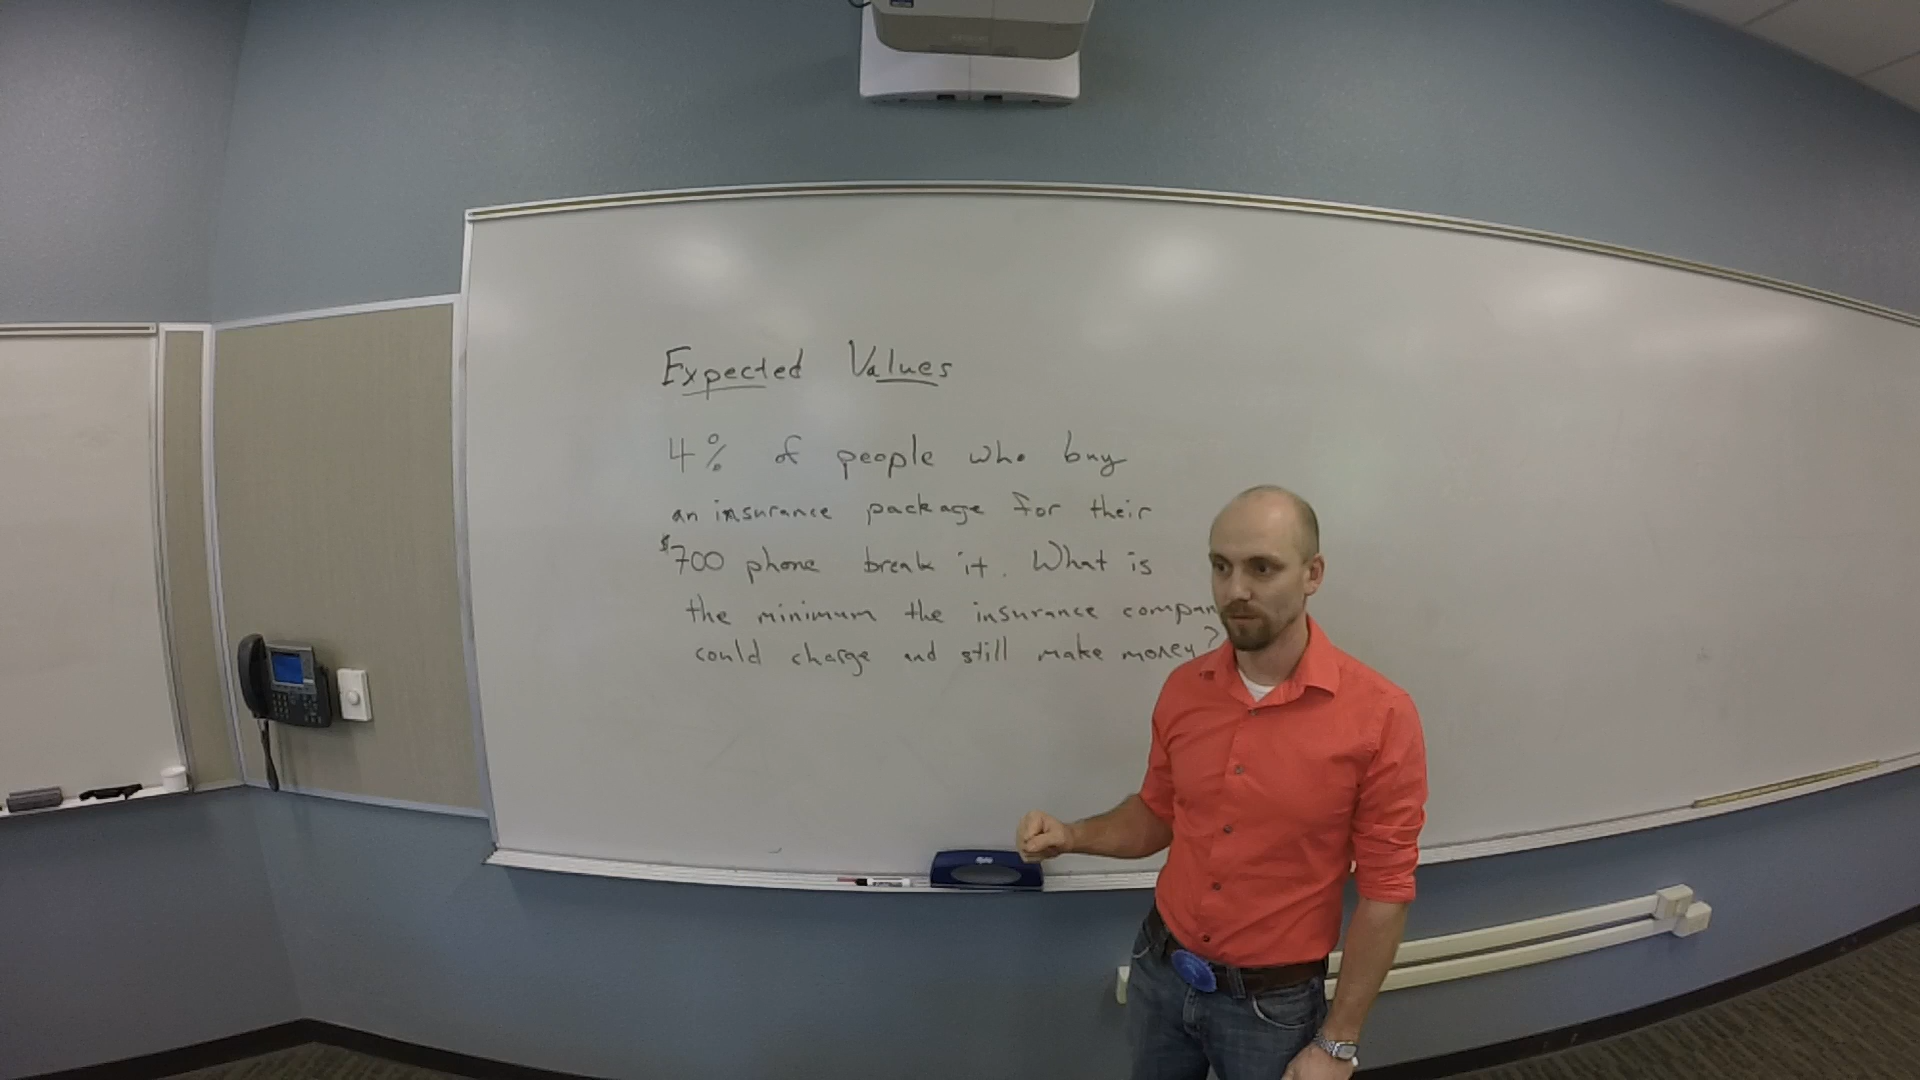 Expected Values
4% of people who buy
an insurance package for their
$700 phone break it. What is
the minimum the insurance compan
could charge and still make money?